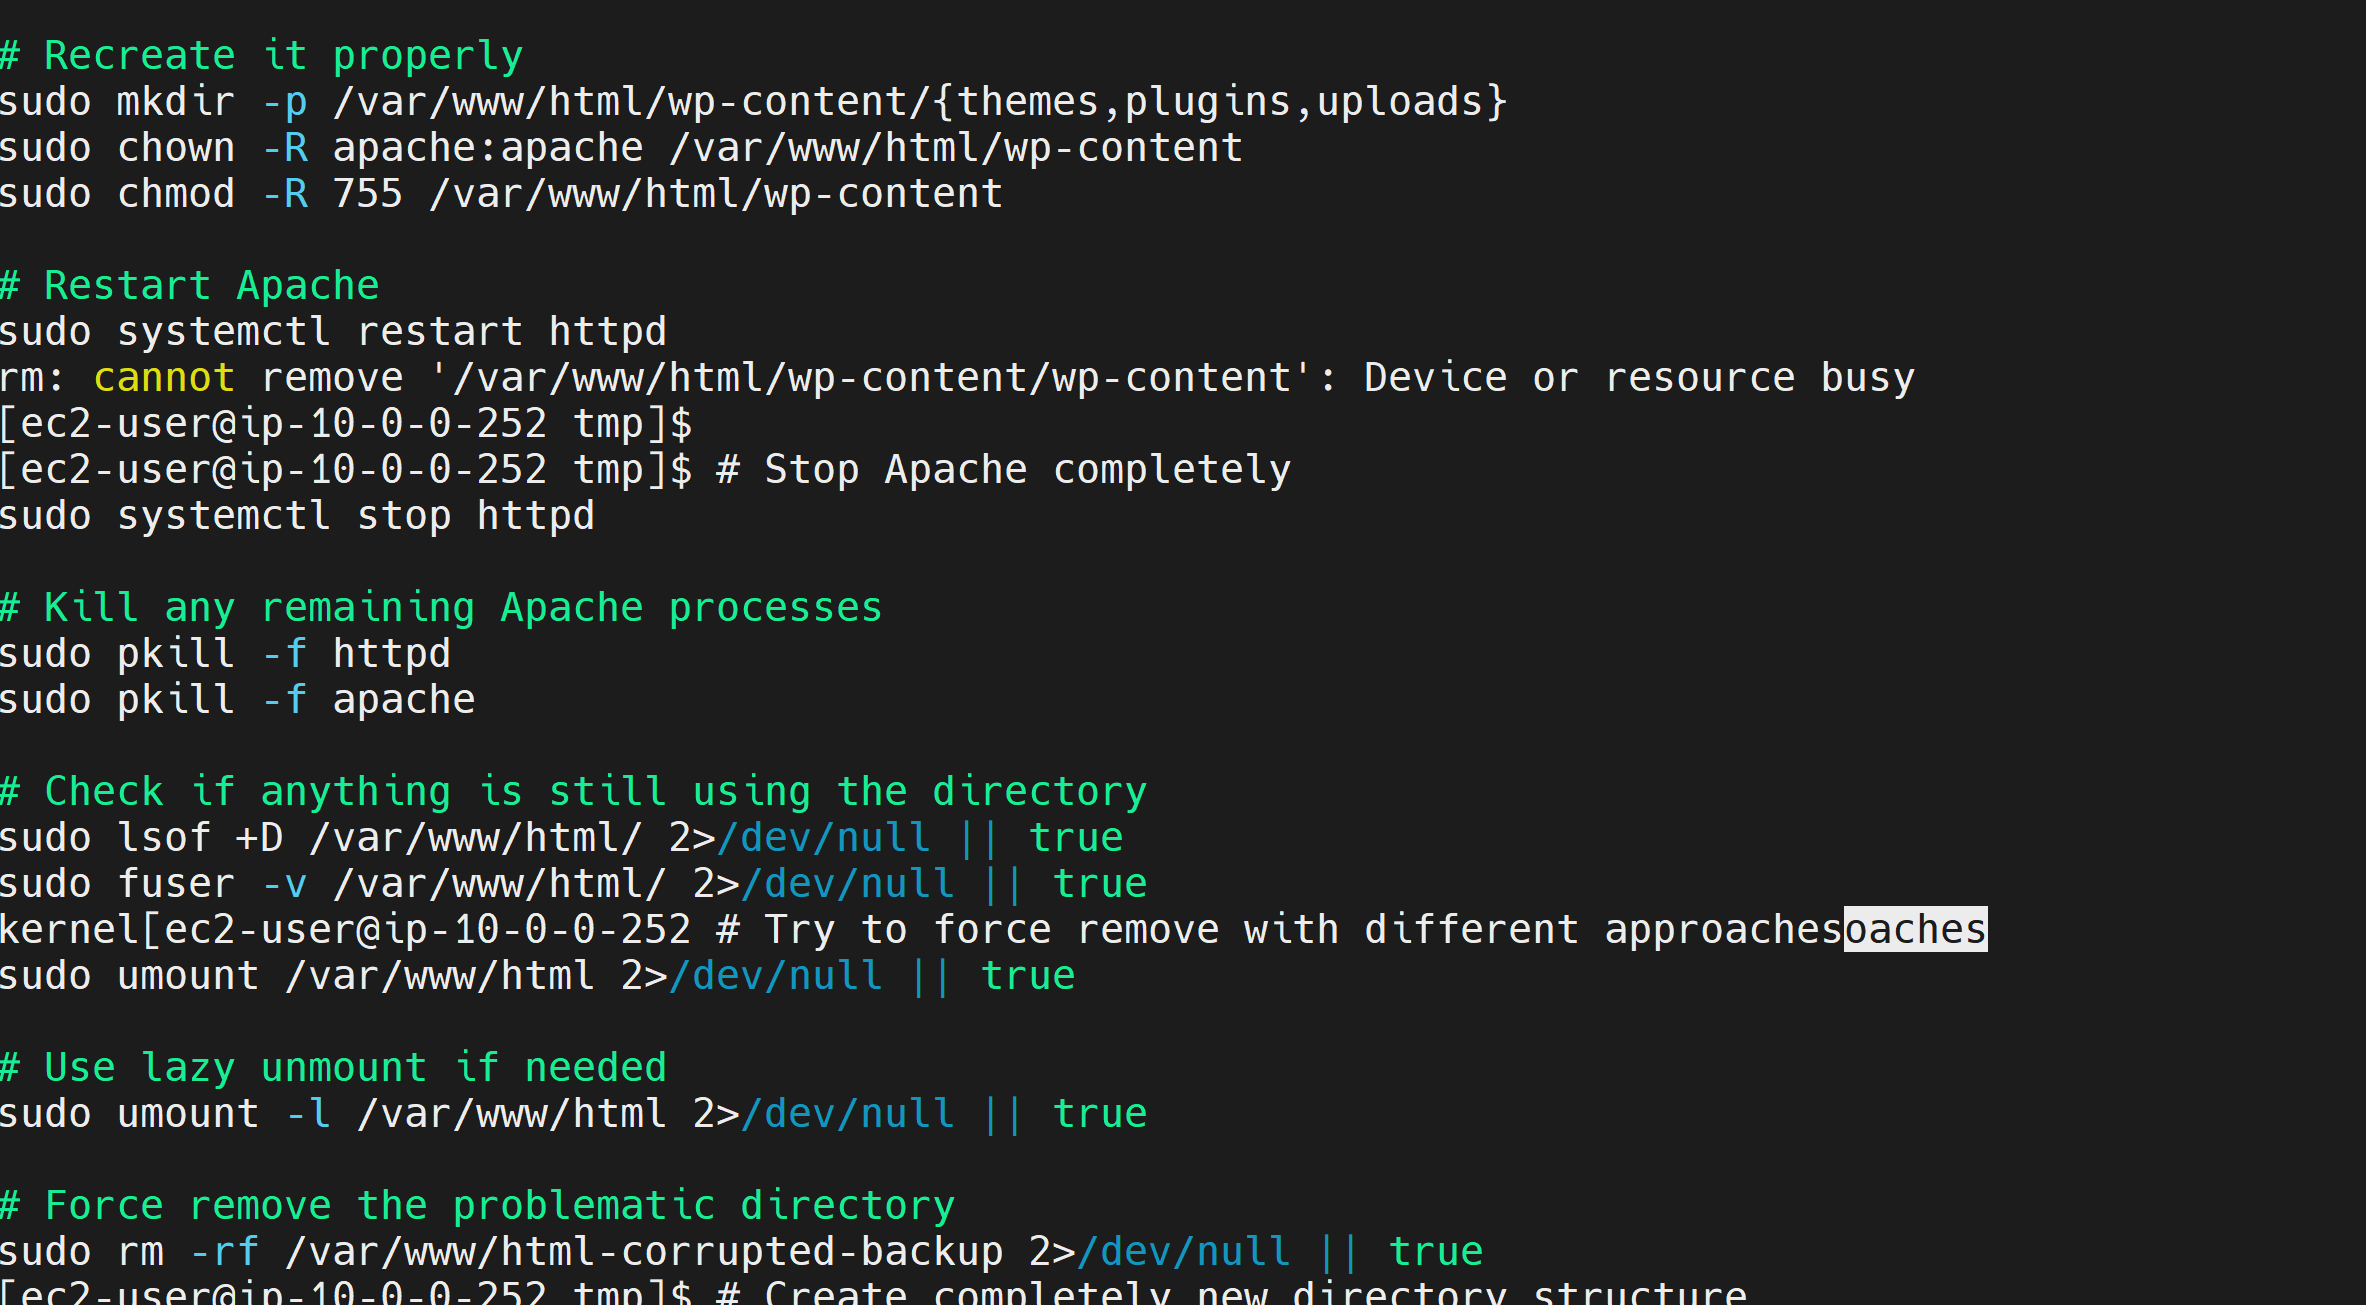 # Recreate it properly
sudo mkdir -p /var/www/html/wp-content/{themes,plugins,uploads}
sudo chown -R apache:apache /var/www/html/wp-content
sudo chmod -R 755 /var/www/html/wp-content
# Restart Apache
sudo systemctl restart httpd
rm: cannot remove '/var/www/html/wp-content/wp-content': Device or resource busy
[ec2-user@ip-10-0-0-252 tmp]$
[ec2-user@ip-10-0-0-252 tmp]$ # Stop Apache completely
sudo systemctl stop httpd
# Kill any remaining Apache processes
sudo pkill -f httpd
sudo pkill -f apache
# Check if anything is still using the directory
sudo lsof +D /var/www/html/ 2>/dev/null || true
sudo fuser -v /var/www/html/ 2>/dev/null || true
kernel[ec2-user@ip-10-0-0-252 # Try to force remove with different approachesoaches
sudo umount /var/www/html 2>/dev/null || true
# Use lazy unmount if needed
sudo umount -l /var/www/html 2>/dev/null || true
# Force remove the problematic directory
sudo rm -rf /var/www/html-corrupted-backup 2>/dev/null || true
[ec2-user@ip-10-0-0-252 tmp]$ # Create completely new directory structure